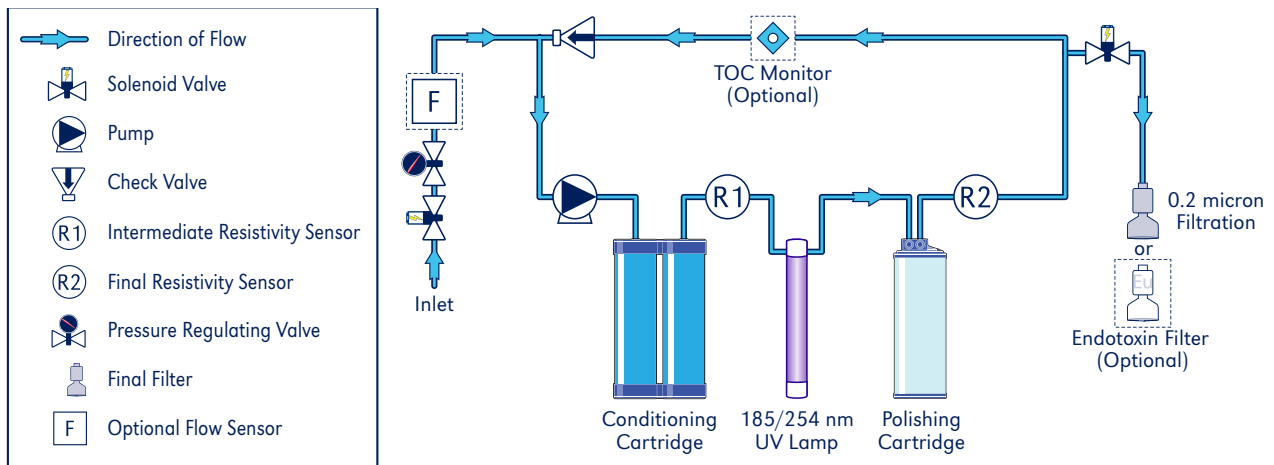 Direction of Flow
Solenoid Valve
Pump
Check Valve
R1 Intermediate Resistivity Sensor
R2 Final Resistivity Sensor
Pressure Regulating Valve
Final Filter
F Optional Flow Sensor
F
Inlet
TOC Monitor
(Optional)
R1
R2
Conditioning
Cartridge
185/254 nm
UV Lamp
Polishing
Cartridge
0.2 micron
Filtration
or
Eu
Endotoxin Filter
(Optional)